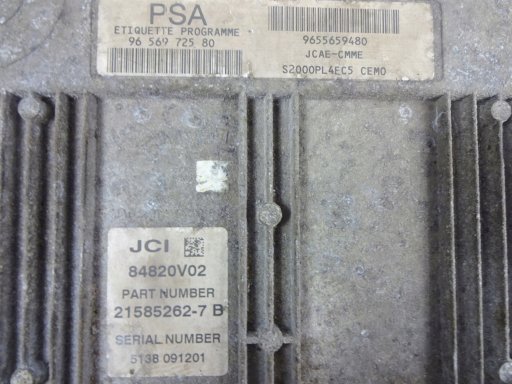 PSA
ETIQUETTE PROGRAMME
96 569 725 80
9655659480
JCAE-CMME
S2000PL4EC5 CEMO
JCI
84820V02
PART NUMBER
21585262-7 B
SERIAL NUMBER
5138 091201